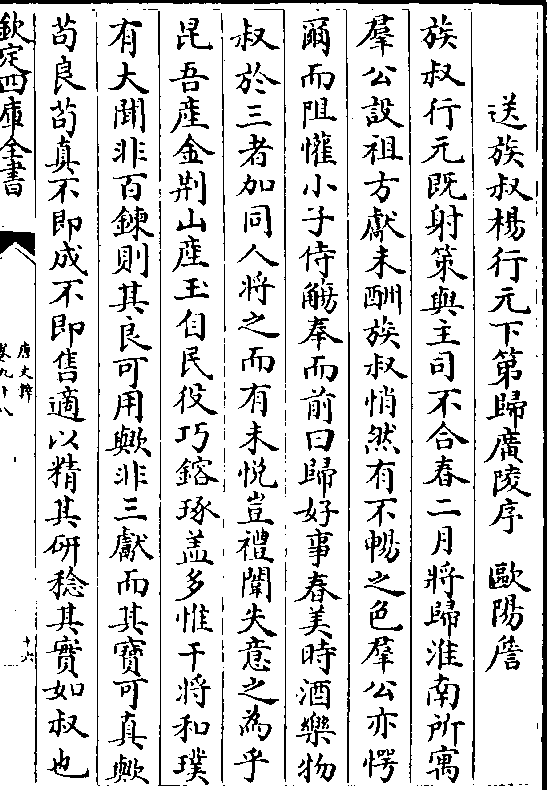 送族叔楊行元下第歸廣陵序　歐陽詹
族叔行元既射策與主司不合春二月將歸淮南所寓
羣公設祖方獻未酬族叔悄然有不暢之色羣公亦愕
爾而阻懽小子侍觴奉而前曰歸好事春美時酒樂物
叔於三者加同人將之而有未悅豈禮闈失意之為乎
昆吾產金荆山產玉自民役巧鎔琢盖多惟干將和璞
有大聞非百鍊則其良可用歟非三獻而其寶可真歟
苟良苟真不即成不即售適以精其研稔其實如叔也
欽定四庫全書
唐文粹
卷九十八
十六